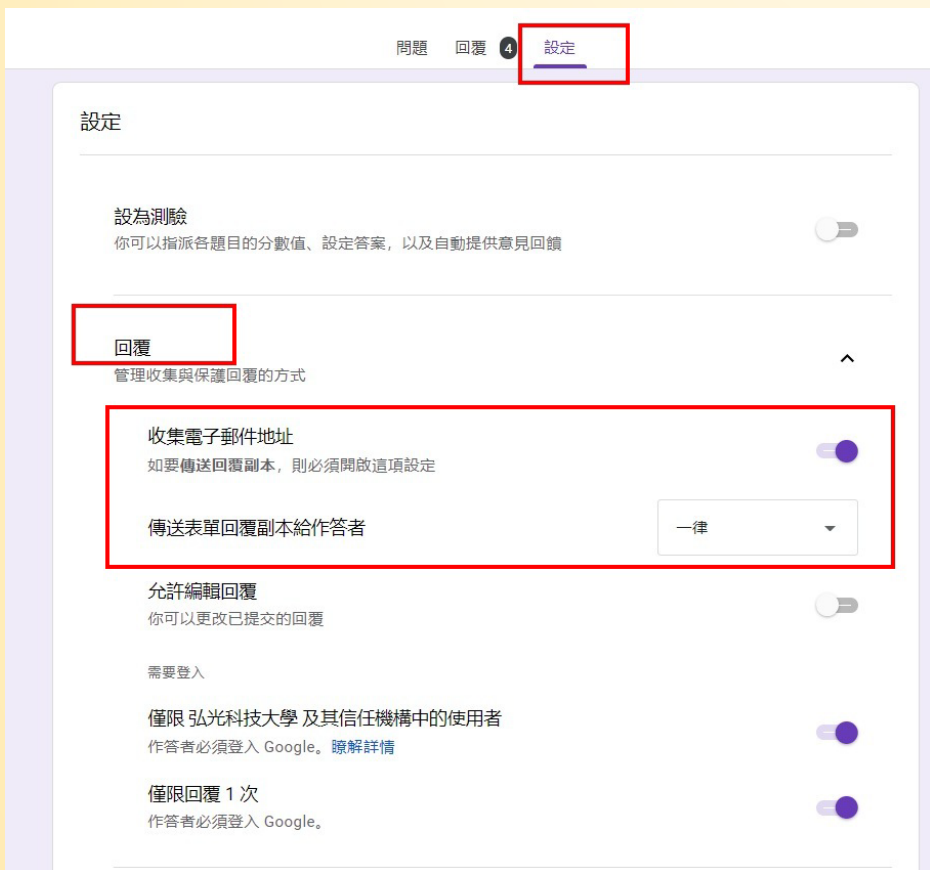 問題 回覆 4 設定
設定
設為測驗
你可以指派各題目的分數值、設定答案，以及自動提供意見回饋
回覆
管理收集與保護回覆的方式
收集電子郵件地址
如要傳送回覆副本，則必須開啟這項設定
傳送表單回覆副本給作答者 一律
允許編輯回覆
你可以更改已提交的回覆
需要登入
僅限 弘光科技大學 及其信任機構中的使用者
作答者必須登入 Google。瞭解詳情
僅限回覆 1 次
作答者必須登入 Google。